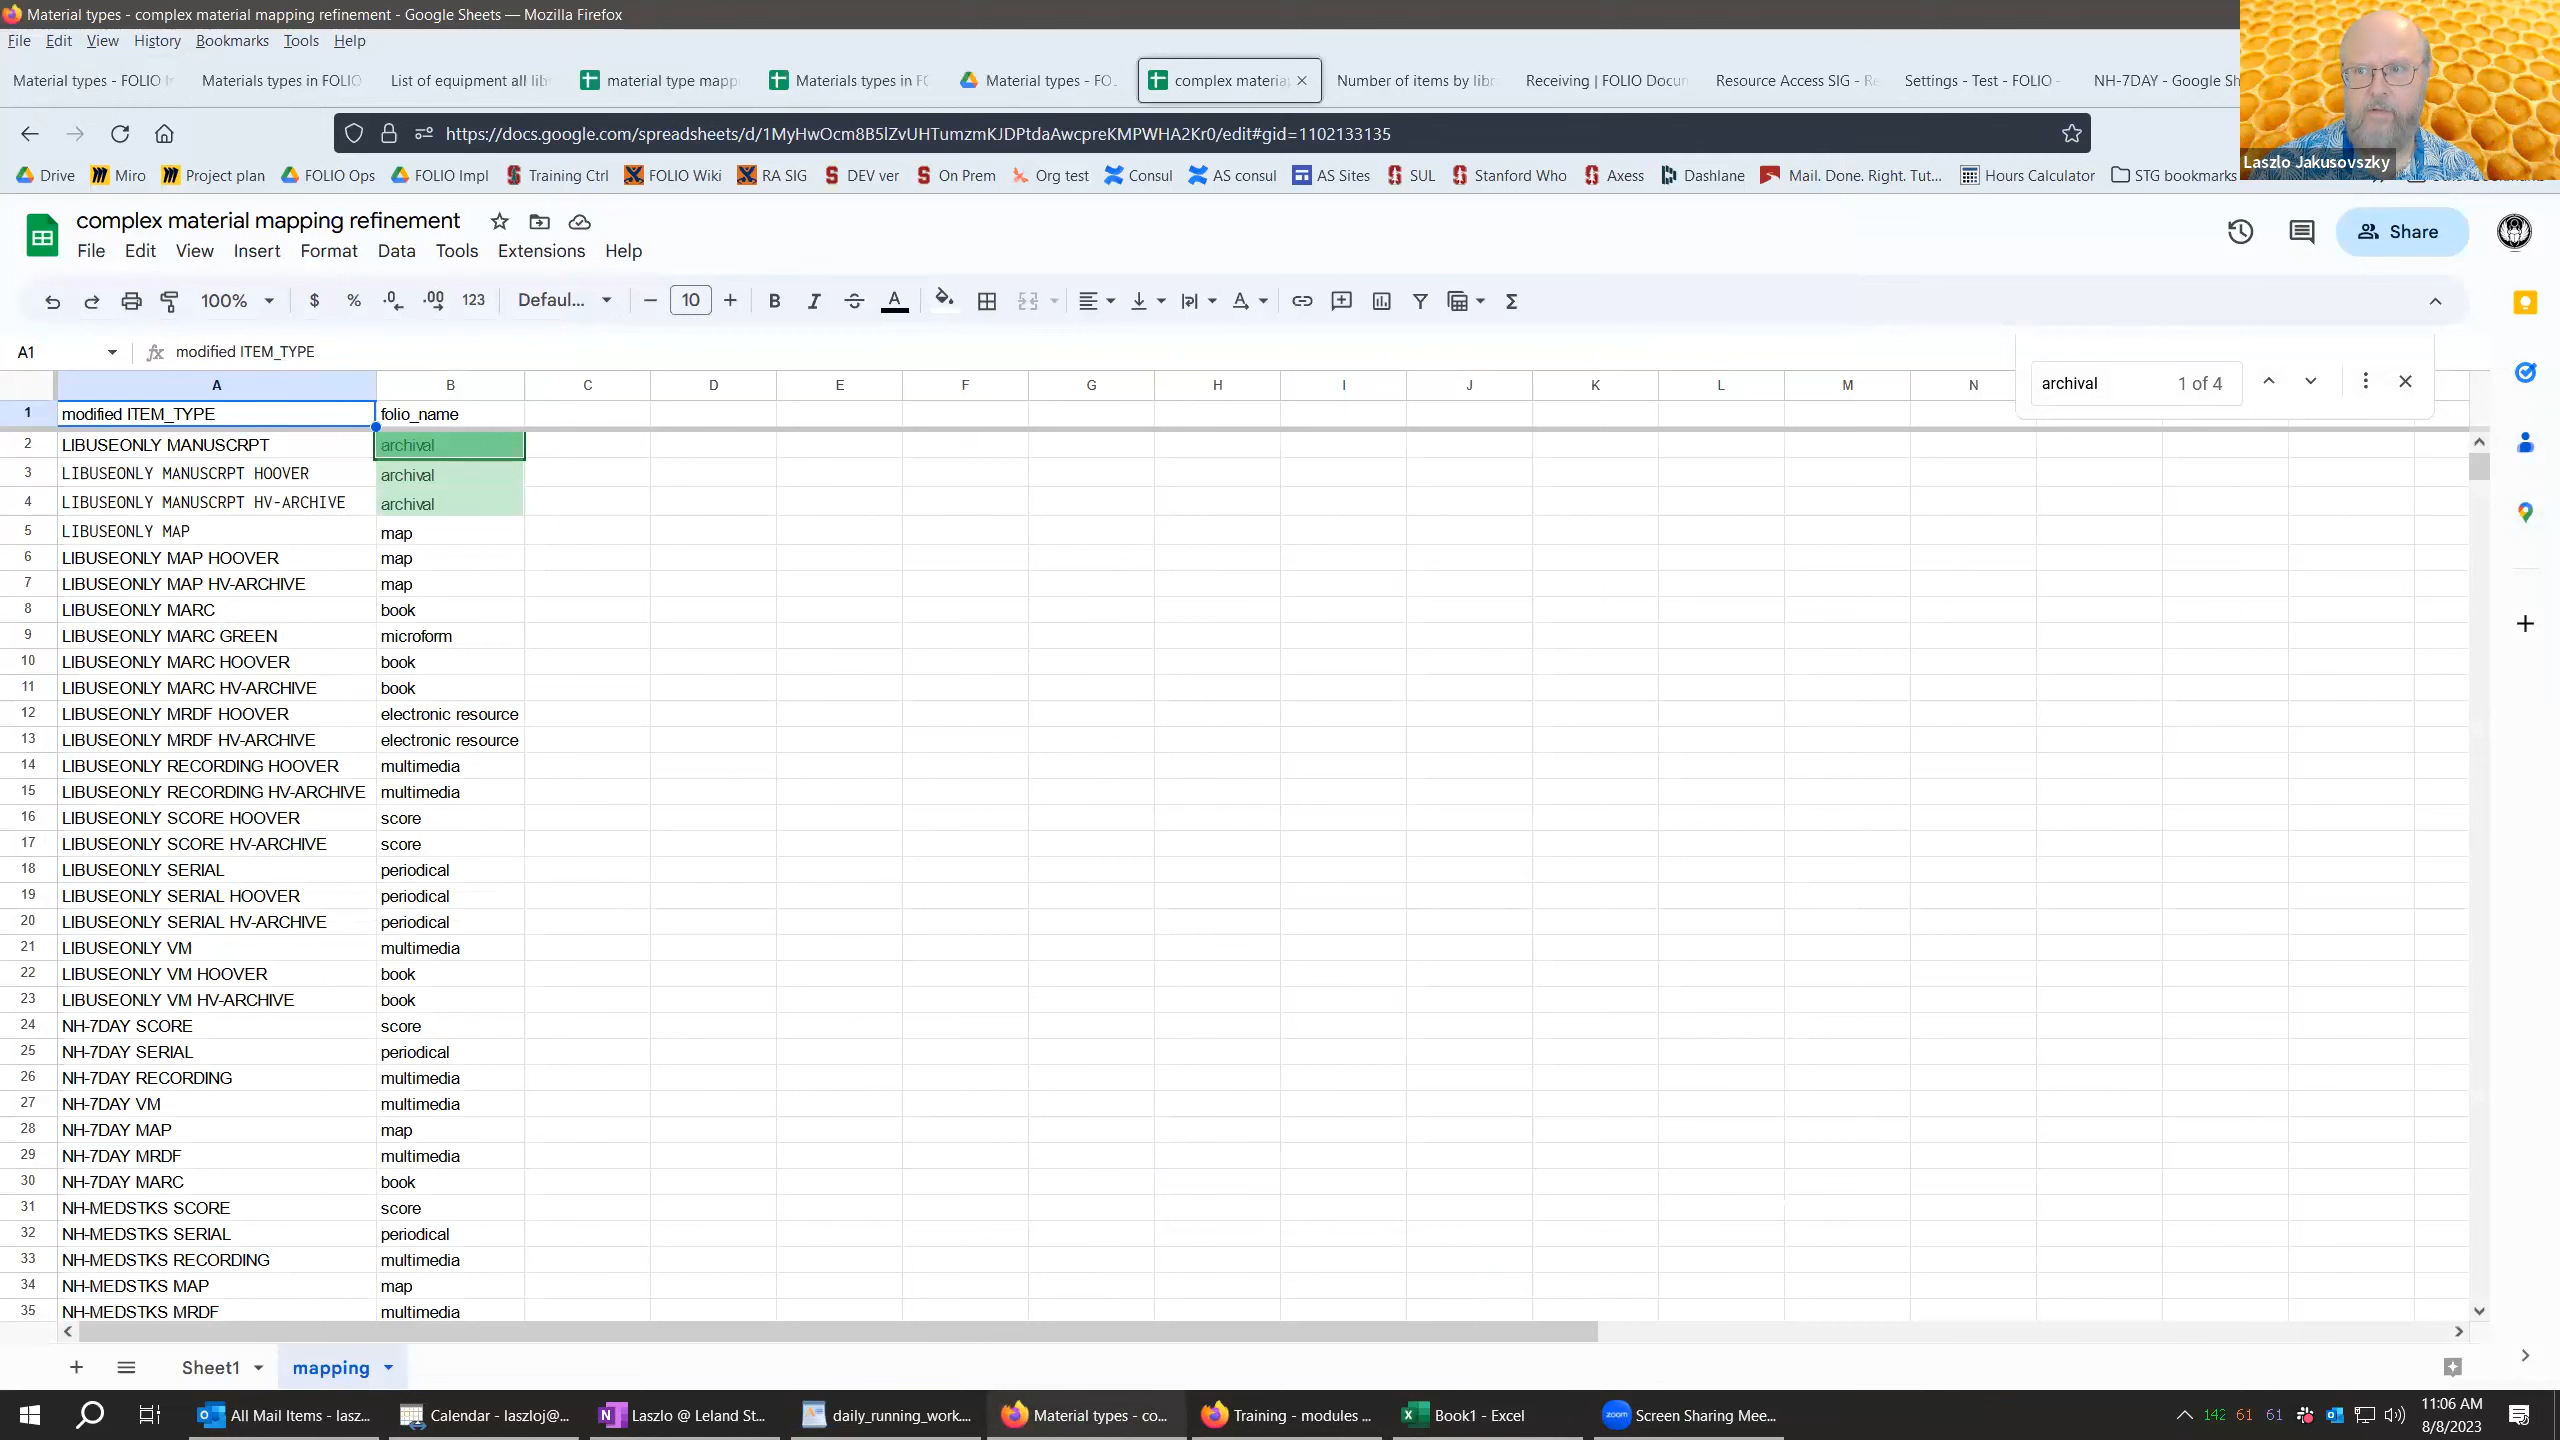 Material types - complex material mapping refinement - Google Sheets — Mozilla Firefox
File Edit View History Bookmarks Tools Help
Material types - FOLIO Materials types in FOLIO List of equipment all lib material type mapp Materials types in FO Material types - FO. complex materia Number of items by lib Receiving | FOLIO Docu Resource Access SIG - Re Settings - Test - FOLIO - NH-7DAY - Google Sh
https://docs.google.com/spreadsheets/d/1MyHwOcm8B5lZvUHTumzmKJDPtdaAwcpreKMPWHA2Kr0/edit#gid=1102133135
Drive Miro Project plan FOLIO Ops FOLIO Impl Training Ctrl FOLIO Wiki RA SIG DEV ver On Prem Org test Consul AS consul AS Sites SUL Stanford Who Axess Dashlane Mail. Done. Right. Tut... Hours Calculator STG bookmarks
Laszlo Jakusovszky
complex material mapping refinement
File Edit View Insert Format Data Tools Extensions Help
Share
100% $ % .0 .00 123 Defaul... 10 B I A
A1 modified ITEM_TYPE
archival 1 of 4
A B C D E F G H I J K L M N
1 modified ITEM_TYPE folio_name
2 LIBUSEONLY MANUSCRPT archival
3 LIBUSEONLY MANUSCRPT HOOVER archival
4 LIBUSEONLY MANUSCRPT HV-ARCHIVE archival
5 LIBUSEONLY MAP map
6 LIBUSEONLY MAP HOOVER map
7 LIBUSEONLY MAP HV-ARCHIVE map
8 LIBUSEONLY MARC book
9 LIBUSEONLY MARC GREEN microform
10 LIBUSEONLY MARC HOOVER book
11 LIBUSEONLY MARC HV-ARCHIVE book
12 LIBUSEONLY MRDF HOOVER electronic resource
13 LIBUSEONLY MRDF HV-ARCHIVE electronic resource
14 LIBUSEONLY RECORDING HOOVER multimedia
15 LIBUSEONLY RECORDING HV-ARCHIVE multimedia
16 LIBUSEONLY SCORE HOOVER score
17 LIBUSEONLY SCORE HV-ARCHIVE score
18 LIBUSEONLY SERIAL periodical
19 LIBUSEONLY SERIAL HOOVER periodical
20 LIBUSEONLY SERIAL HV-ARCHIVE periodical
21 LIBUSEONLY VM multimedia
22 LIBUSEONLY VM HOOVER book
23 LIBUSEONLY VM HV-ARCHIVE book
24 NH-7DAY SCORE score
25 NH-7DAY SERIAL periodical
26 NH-7DAY RECORDING multimedia
27 NH-7DAY VM multimedia
28 NH-7DAY MAP map
29 NH-7DAY MRDF multimedia
30 NH-7DAY MARC book
31 NH-MEDSTKS SCORE score
32 NH-MEDSTKS SERIAL periodical
33 NH-MEDSTKS RECORDING multimedia
34 NH-MEDSTKS MAP map
35 NH-MEDSTKS MRDF multimedia
Sheet1 mapping
All Mail Items - lasz... Calendar - laszloj@... Laszlo @ Leland St... daily_running_work.... Material types - co... Training - modules ... Book1 - Excel zoom Screen Sharing Mee... 142 61 61 11:06 AM
8/8/2023